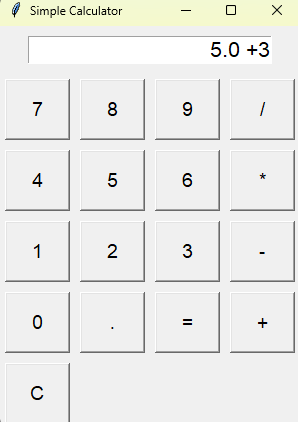 Simple Calculator
5.0 +3
7 8 9 /
4 5 6 *
1 2 3 -
0 . = +
C